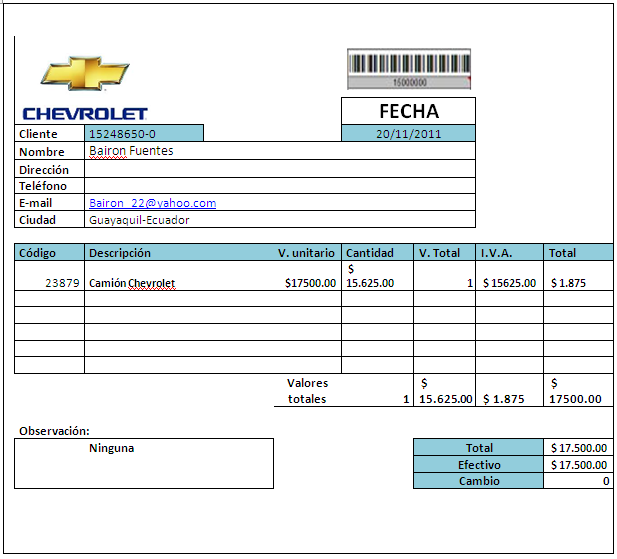 15000000
CHEVROLET
FECHA
Cliente 15248650-0 20/11/2011
Nombre Bairon Fuentes
Dirección
Teléfono
E-mail Bairon_22@yahoo.com
Ciudad Guayaquil-Ecuador
Código Descripción V. unitario Cantidad V. Total I.V.A. Total
23879 Camión Chevrolet $17500.00 $ 15.625.00 1 $ 15625.00 $ 1.875
Valores $ $
totales 1 15.625.00 $ 1.875 17500.00
Observación:
Ninguna
Total $ 17.500.00
Efectivo $ 17.500.00
Cambio 0